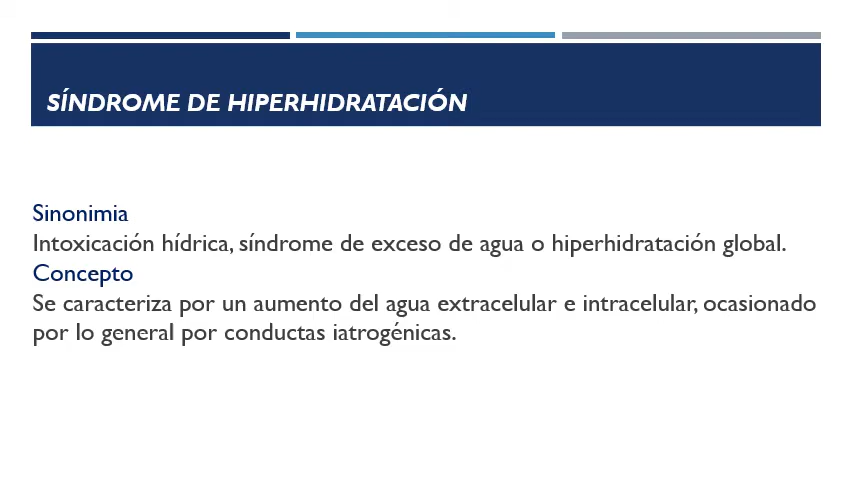 SÍNDROME DE HIPERHIDRATACIÓN
Sinonimia
Intoxicación hídrica, síndrome de exceso de agua o hiperhidratación global.
Concepto
Se caracteriza por un aumento del agua extracelular e intracelular, ocasionado
por lo general por conductas iatrogénicas.